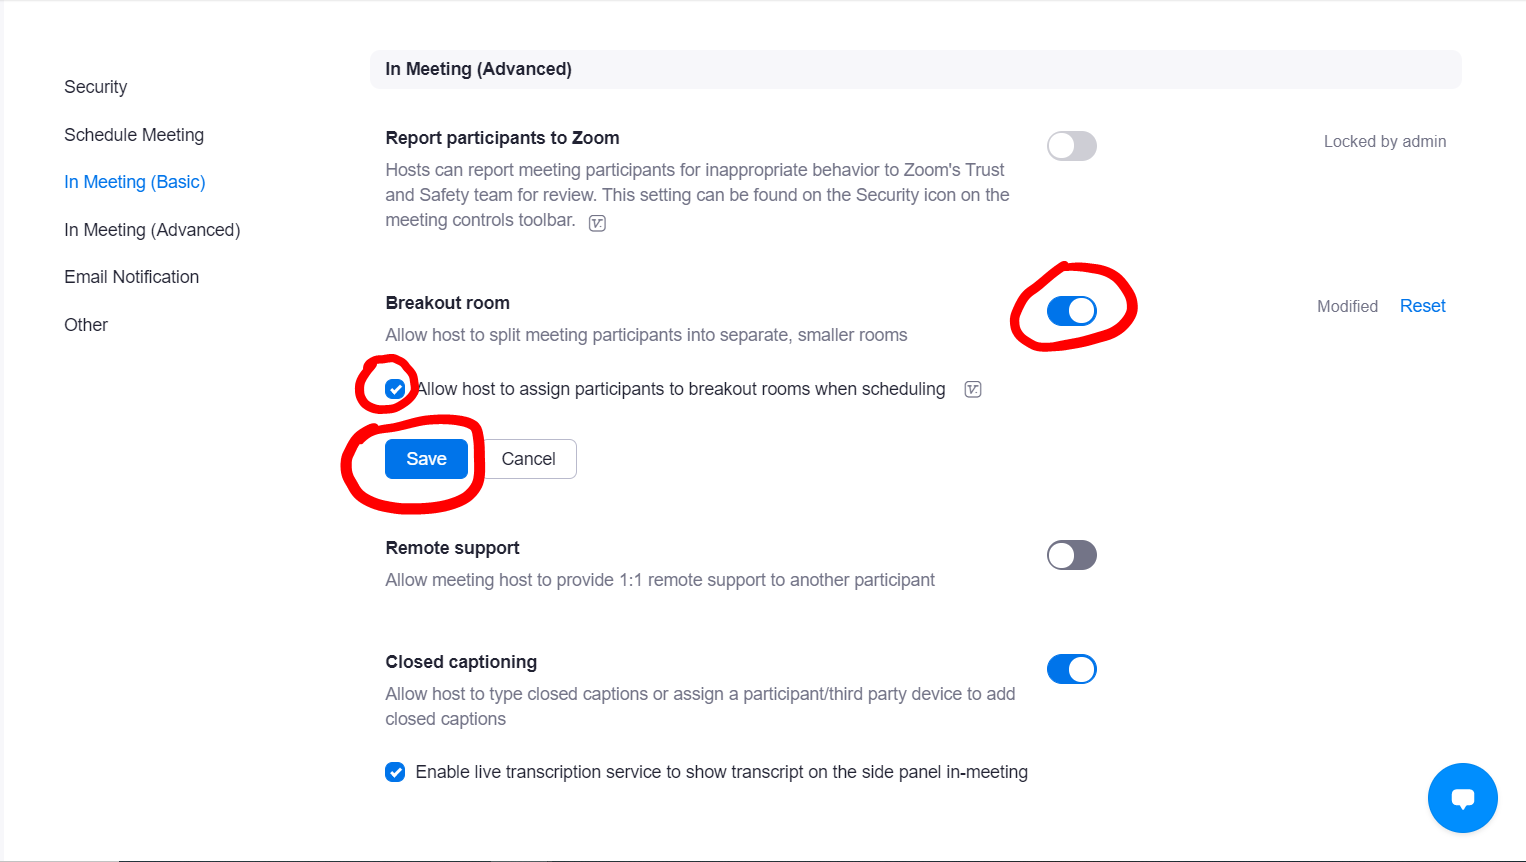 Security
Schedule Meeting
In Meeting (Basic)
In Meeting (Advanced)
Email Notification
Other
In Meeting (Advanced)
Report participants to Zoom
Locked by admin
Hosts can report meeting participants for inappropriate behavior to Zoom's Trust
and Safety team for review. This setting can be found on the Security icon on the
meeting controls toolbar.
Breakout room
Modified Reset
Allow host to split meeting participants into separate, smaller rooms
Allow host to assign participants to breakout rooms when scheduling
Save Cancel
Remote support
Allow meeting host to provide 1:1 remote support to another participant
Closed captioning
Allow host to type closed captions or assign a participant/third party device to add
closed captions
Enable live transcription service to show transcript on the side panel in-meeting